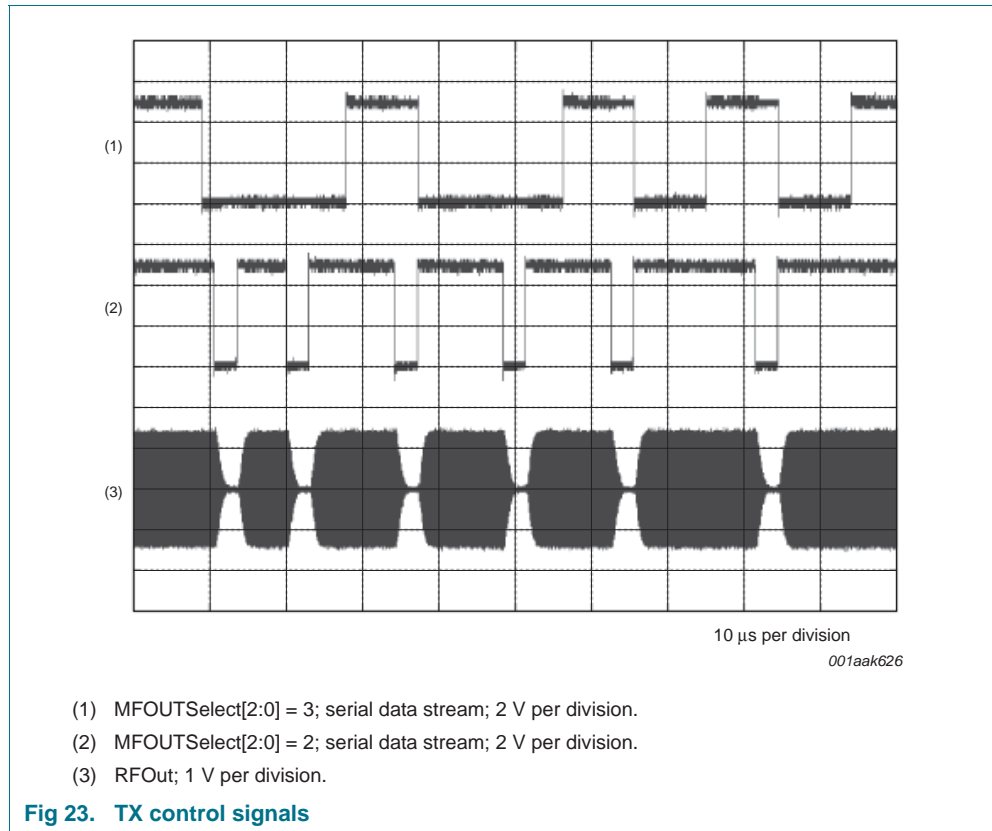 (1)
(2)
(3)
10 μs per division
001aak626
(1) MFOUTSelect[2:0] = 3; serial data stream; 2 V per division.
(2) MFOUTSelect[2:0] = 2; serial data stream; 2 V per division.
(3) RFOut; 1 V per division.
Fig 23. TX control signals